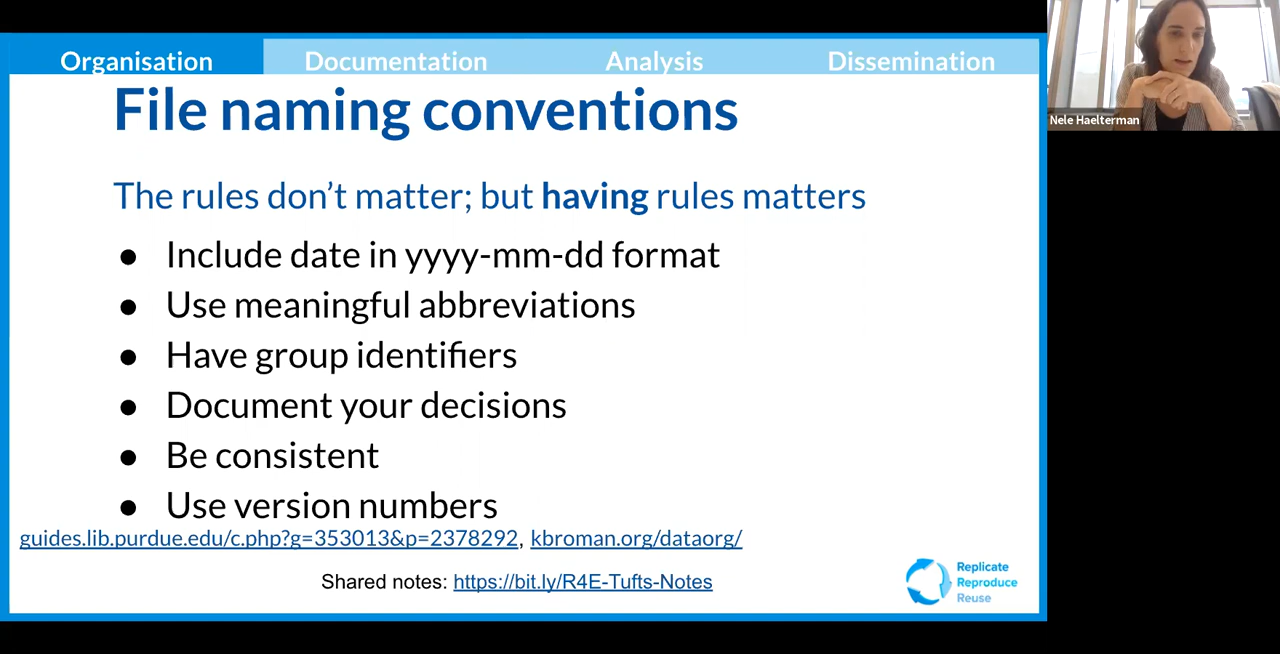 Organisation Documentation Analysis Dissemination
File naming conventions
The rules don’t matter; but having rules matters
● Include date in yyyy-mm-dd format
● Use meaningful abbreviations
● Have group identifiers
● Document your decisions
● Be consistent
● Use version numbers
guides.lib.purdue.edu/c.php?g=353013&p=2378292, kbroman.org/dataorg/
Shared notes: https://bit.ly/R4E-Tufts-Notes
Replicate
Reproduce
Reuse
Nele Haelterman